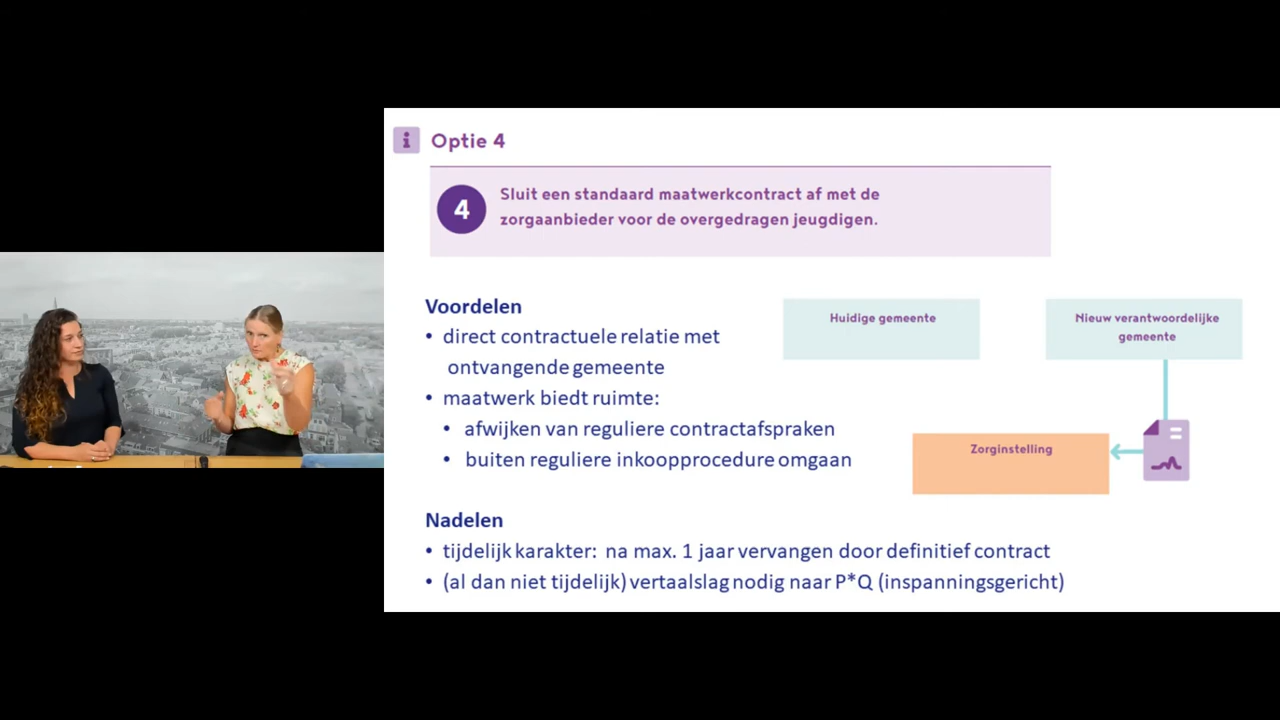 i Optie 4
4
Sluit een standaard maatwerkcontract af met de
zorgaanbieder voor de overgedragen jeugdigen.
Voordelen
• direct contractuele relatie met
ontvangende gemeente
• maatwerk biedt ruimte:
• afwijken van reguliere contractafspraken
• buiten reguliere inkoopprocedure omgaan
Huidige gemeente
Nieuw verantwoordelijke
gemeente
Zorginstelling
Nadelen
• tijdelijk karakter: na max. 1 jaar vervangen door definitief contract
• (al dan niet tijdelijk) vertaalslag nodig naar P*Q (inspanningsgericht)